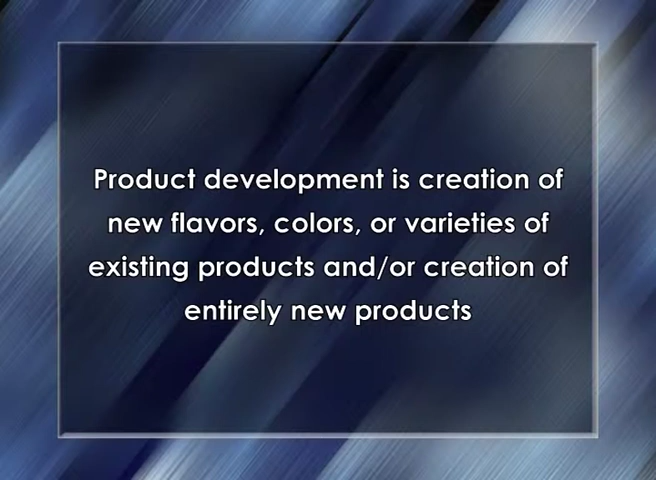 Product development is creation of
new flavors, colors, or varieties of
existing products and/or creation of
entirely new products